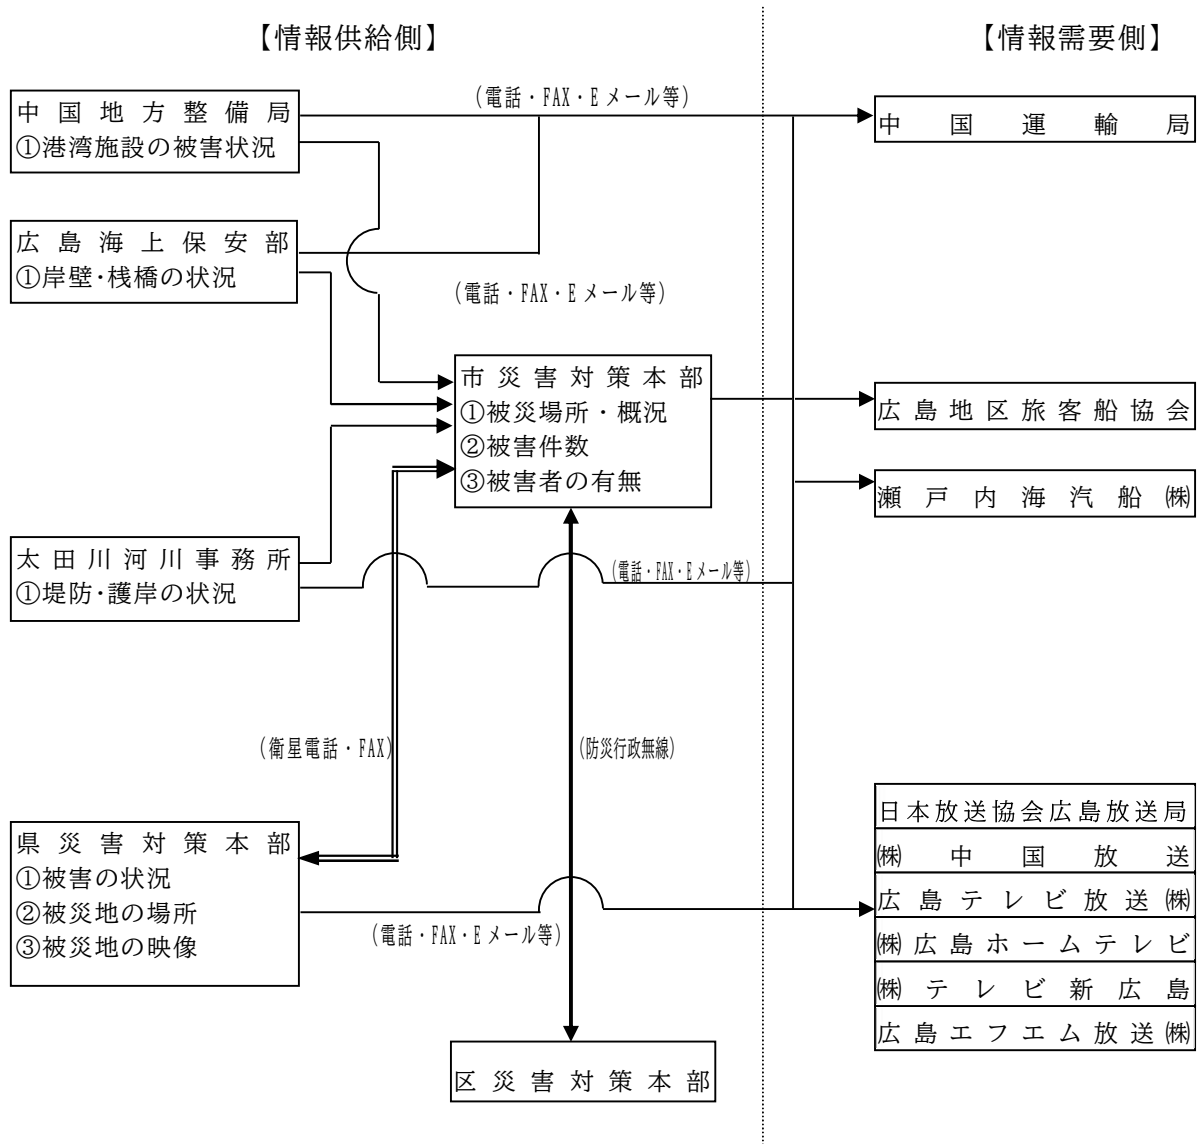 【情報供給側】
【情報需要側】
(電話・FAX・Eメール等)
中国地方整備局
①港湾施設の被害状況
中国運輸局
広島海上保安部
①岸壁・桟橋の状況
(電話・FAX・Eメール等)
市災害対策本部
①被災場所・概況
②被害件数
③被害者の有無
広島地区旅客船協会
瀬戸内海汽船㈱
太田川河川事務所
①堤防・護岸の状況
(電話・FAX・Eメール等)
(衛星電話・FAX)
(防災行政無線)
県災害対策本部
①被害の状況
②被災地の場所
③被災地の映像
(電話・FAX・Eメール等)
日本放送協会広島放送局
㈱中国放送
広島テレビ放送㈱
㈱広島ホームテレビ
㈱テレビ新広島
広島エフエム放送㈱
区災害対策本部